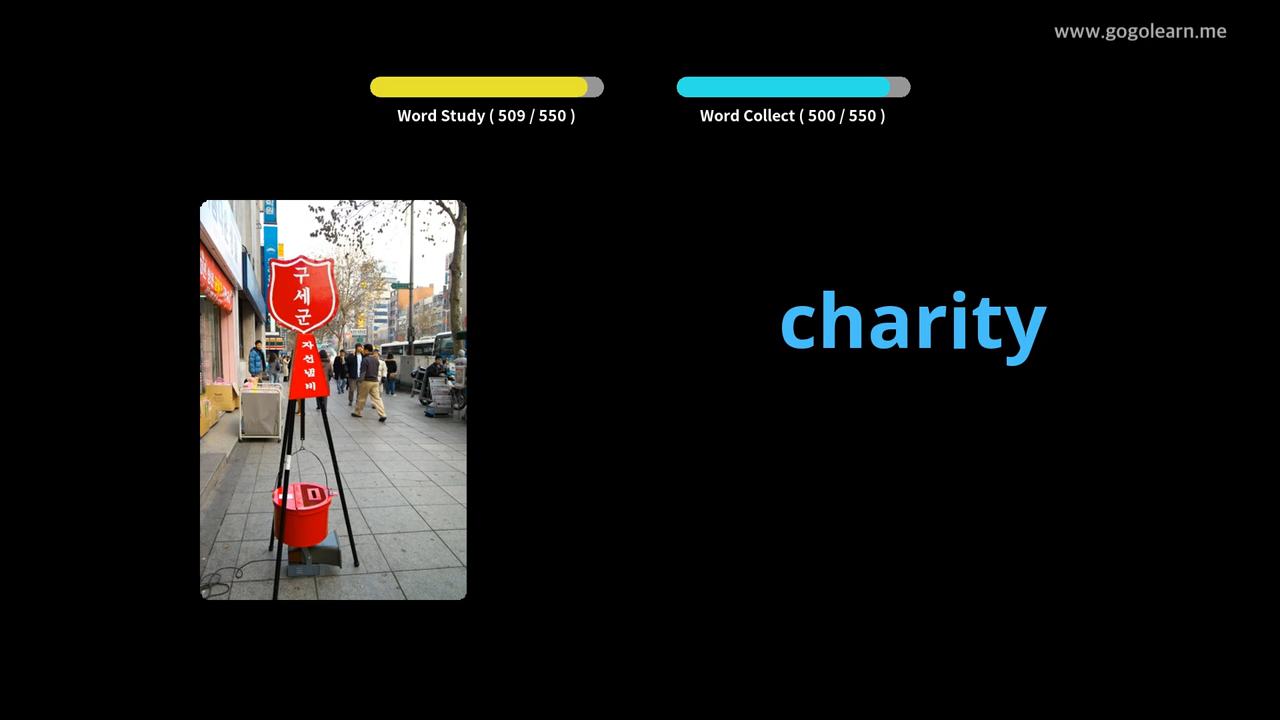 www.gogolearn.me
Word Study ( 509 / 550 )
Word Collect ( 500 / 550 )
구
세
군
자
선
냄
비
charity